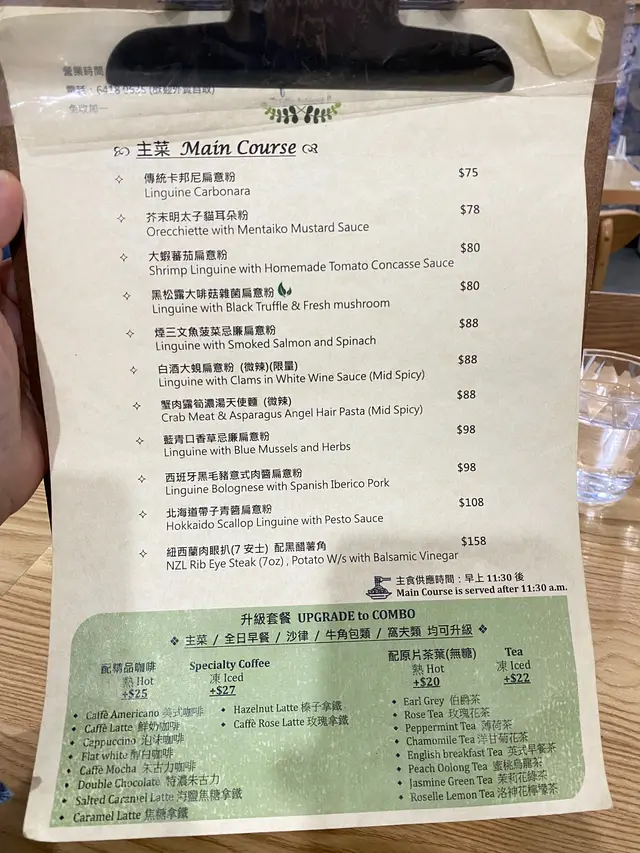 營業時間
電話：6418 0525 (歡迎外賣自取)
免收加一
主菜 Main Course
傳統卡邦尼扁意粉 $75
Linguine Carbonara
芥末明太子貓耳朵粉 $78
Orecchiette with Mentaiko Mustard Sauce
大蝦蕃茄扁意粉 $80
Shrimp Linguine with Homemade Tomato Concasse Sauce
黑松露大啡菇雜菌扁意粉 $80
Linguine with Black Truffle & Fresh mushroom
煙三文魚菠菜忌廉扁意粉 $88
Linguine with Smoked Salmon and Spinach
白酒大蜆扁意粉 (微辣)(限量) $88
Linguine with Clams in White Wine Sauce (Mid Spicy)
蟹肉露筍濃湯天使麵 (微辣) $88
Crab Meat & Asparagus Angel Hair Pasta (Mid Spicy)
藍青口香草忌廉扁意粉 $98
Linguine with Blue Mussels and Herbs
西班牙黑毛豬意式肉醬扁意粉 $98
Linguine Bolognese with Spanish Iberico Pork
北海道帶子青醬扁意粉 $108
Hokkaido Scallop Linguine with Pesto Sauce
紐西蘭肉眼扒(7 安士) 配黑醋薯角 $158
NZL Rib Eye Steak (7oz) , Potato W/s with Balsamic Vinegar
主食供應時間：早上 11:30 後
Main Course is served after 11:30 a.m.
升級套餐 UPGRADE to COMBO
主菜 / 全日早餐 / 沙律 / 牛角包類 / 窩夫類 均可升級
配精品咖啡 Specialty Coffee
熱 Hot 凍 Iced
+$25 +$27
Caffè Americano 美式咖啡
Caffè Latte 鮮奶咖啡
Cappuccino 泡沫咖啡
Flat white 醇白咖啡
Caffè Mocha 朱古力咖啡
Double Chocolate 特濃朱古力
Salted Caramel Latte 海鹽焦糖拿鐵
Caramel Latte 焦糖拿鐵
Hazelnut Latte 榛子拿鐵
Caffè Rose Latte 玫瑰拿鐵
配原片茶葉(無糖) Tea
熱 Hot 凍 Iced
+$20 +$22
Earl Grey 伯爵茶
Rose Tea 玫瑰花茶
Peppermint Tea 薄荷茶
Chamomile Tea 洋甘菊花茶
English breakfast Tea 英式早餐茶
Peach Oolong Tea 蜜桃烏龍茶
Jasmine Green Tea 茉莉花綠茶
Roselle Lemon Tea 洛神花檸檬茶